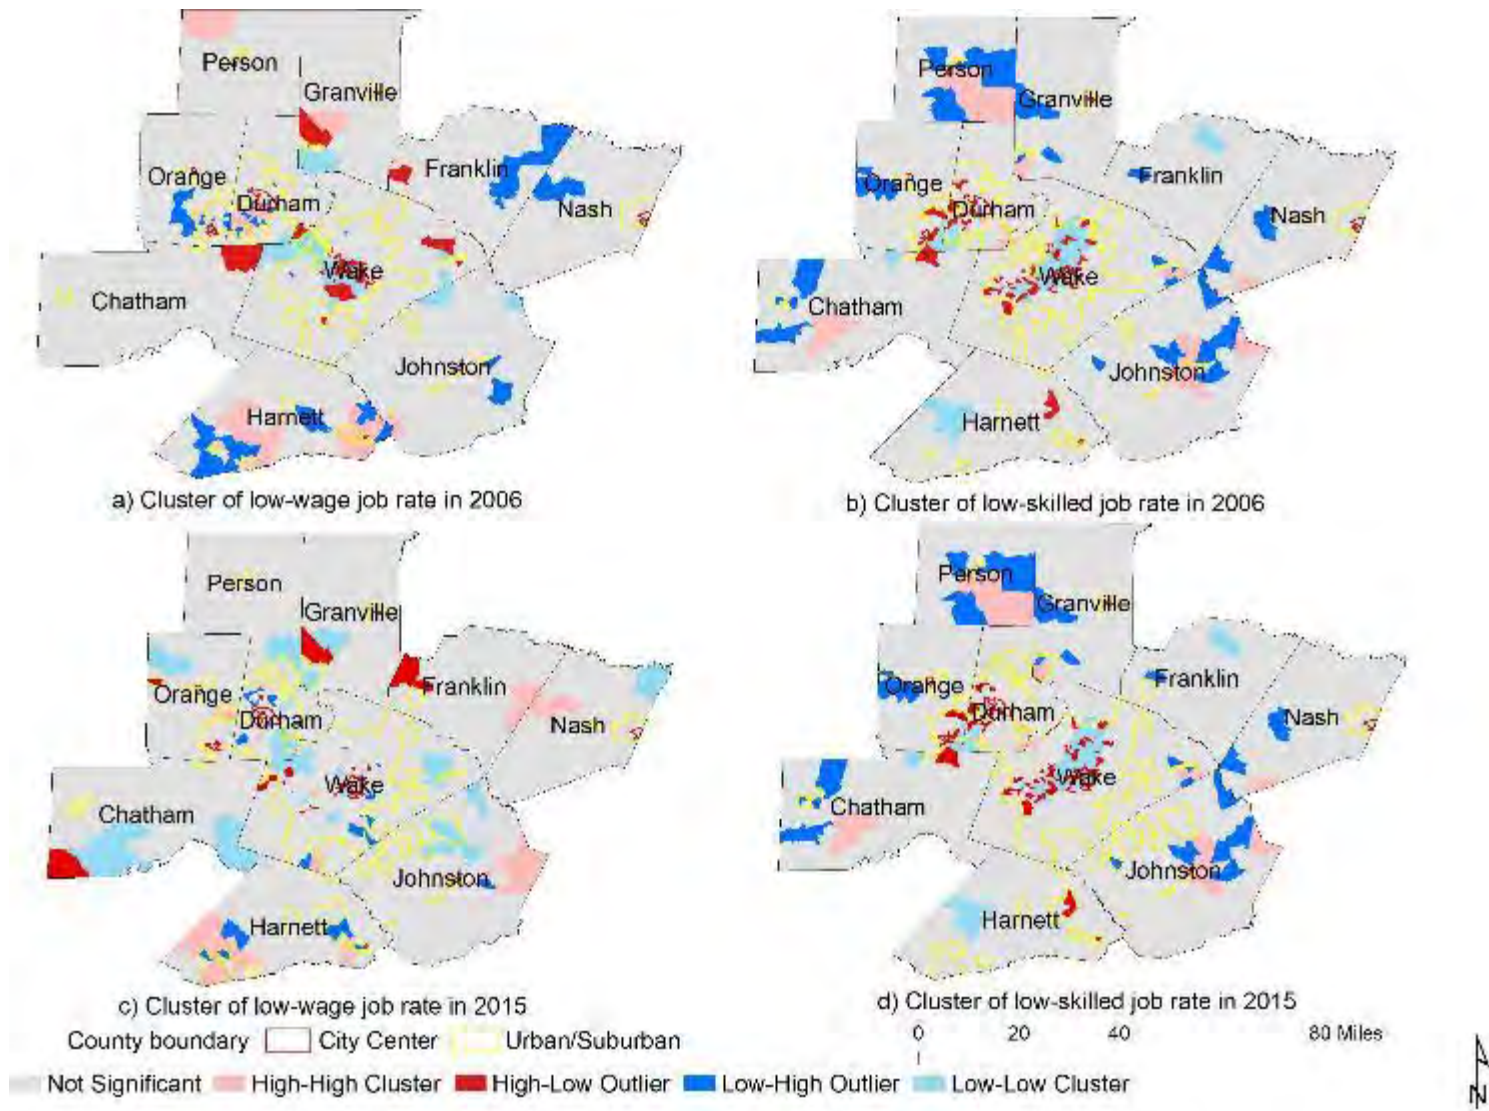 Person
Granville
Orange
Durham
Franklin
Nash
Wake
Chatham
Johnston
Harnett
a) Cluster of low-wage job rate in 2006
Person
Granville
Orange
Durham
Franklin
Nash
Wake
Chatham
Johnston
Harnett
b) Cluster of low-skilled job rate in 2006
Person
Granville
Orange
Durham
Franklin
Nash
Wake
Chatham
Johnston
Harnett
c) Cluster of low-wage job rate in 2015
Person
Granville
Orange
Durham
Franklin
Nash
Wake
Chatham
Johnston
Harnett
d) Cluster of low-skilled job rate in 2015
County boundary City Center Urban/Suburban
0 20 40 80 Miles
Not Significant High-High Cluster High-Low Outlier Low-High Outlier Low-Low Cluster
N